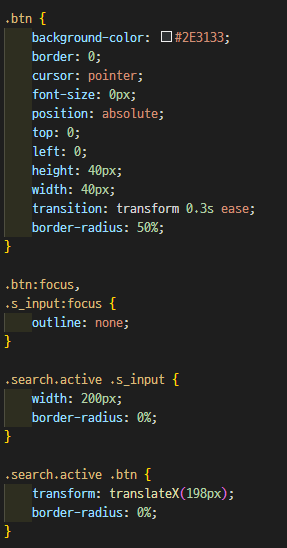 .btn {
    background-color: #2E3133;
    border: 0;
    cursor: pointer;
    font-size: 0px;
    position: absolute;
    top: 0;
    left: 0;
    height: 40px;
    width: 40px;
    transition: transform 0.3s ease;
    border-radius: 50%;
}

.btn:focus,
.s_input:focus {
    outline: none;
}

.search.active .s_input {
    width: 200px;
    border-radius: 0%;
}

.search.active .btn {
    transform: translateX(198px);
    border-radius: 0%;
}